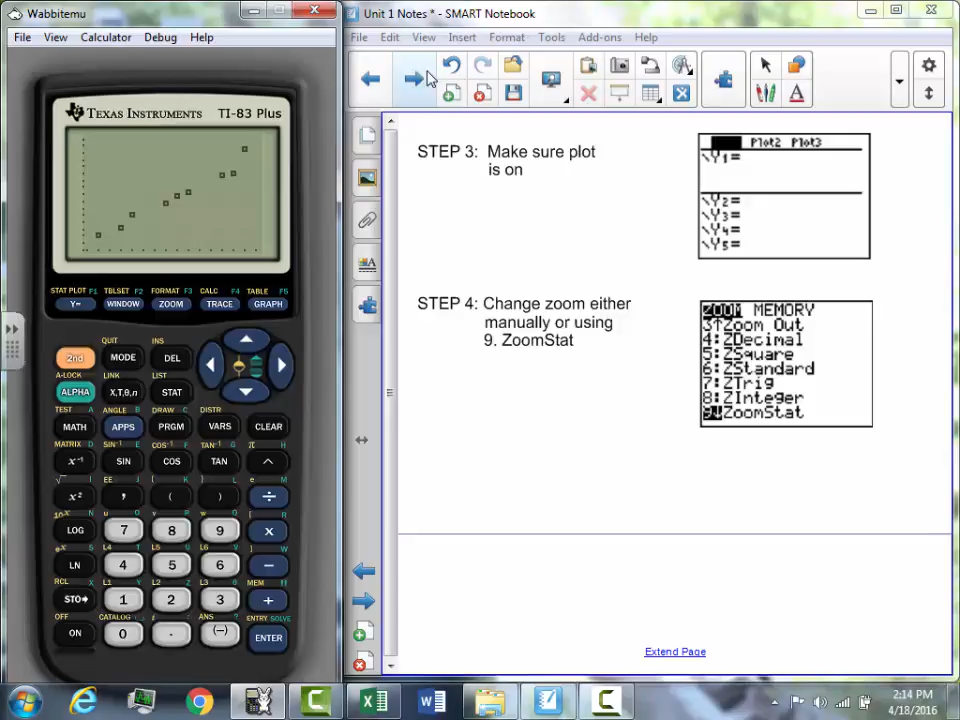 Wabbitemu
File View Calculator Debug Help
TEXAS INSTRUMENTS TI-83 Plus
STAT PLOT F1 TBLSET F2 FORMAT F3 CALC F4 TABLE F5
Y= WINDOW ZOOM TRACE GRAPH
QUIT INS
2nd MODE DEL
A-LOCK LINK LIST
ALPHA X,T,θ,n STAT
TEST A ANGLE B DRAW C DISTR
MATH APPS PRGM VARS CLEAR
MATRIX D SIN⁻¹ E COS⁻¹ F TAN⁻¹ G π H
x⁻¹ SIN COS TAN ^
√ I EE J { K } L e M
x² , ( ) ÷
10ˣ N u O v P w Q [ R
LOG 7 8 9 x
eˣ S L4 T L5 U L6 V ] W
LN 4 5 6 −
RCL X L1 Y L2 Z L3 θ MEM "
STO➔ 1 2 3 +
OFF CATALOG i : ANS ? ENTRY SOLVE
ON 0 . (−) ENTER
Unit 1 Notes * - SMART Notebook
File Edit View Insert Format Tools Add-ons Help
STEP 3: Make sure plot
is on
Plot2 Plot3
\Y1=
\Y2=
\Y3=
\Y4=
\Y5=
STEP 4: Change zoom either
manually or using
9. ZoomStat
ZOOM MEMORY
3↑Zoom Out
4:ZDecimal
5:ZSquare
6:ZStandard
7:ZTrig
8:ZInteger
9↓ZoomStat
Extend Page
2:14 PM
4/18/2016